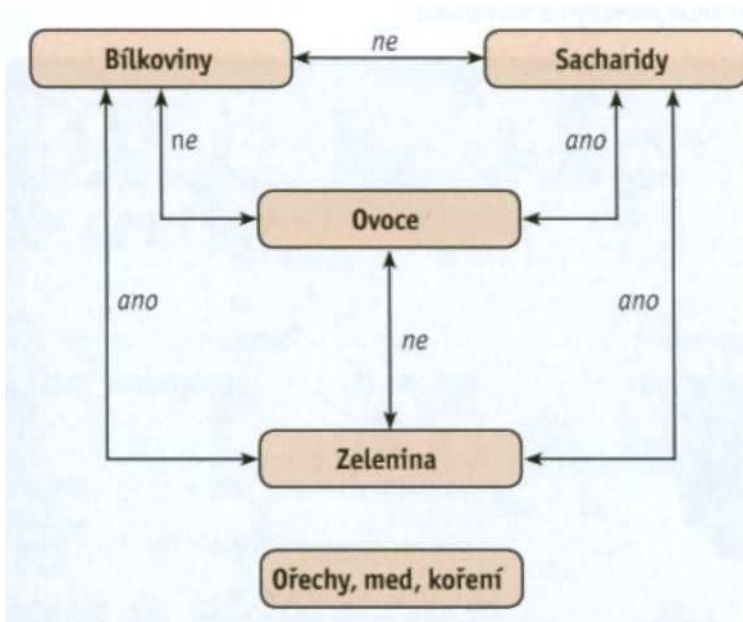 Bílkoviny
ne
Sacharidy
ne
ano
Ovoce
ano
ne
ano
Zelenina
Ořechy, med, koření